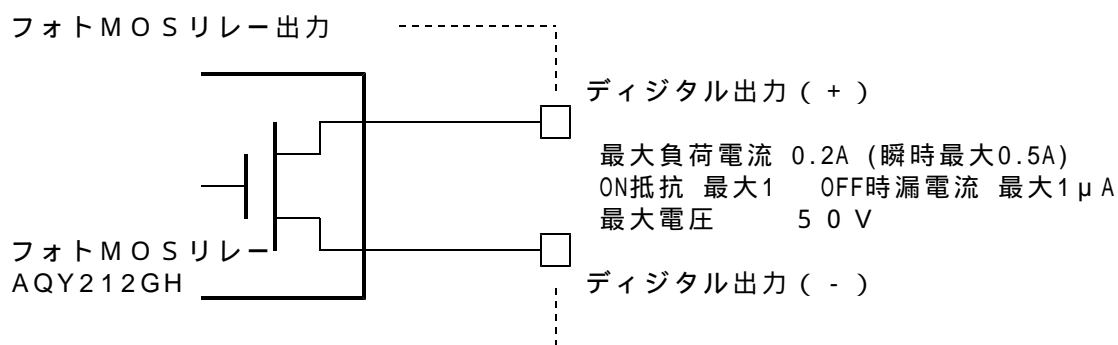 フォトＭＯＳリレー出力
ディジタル出力（＋）
最大負荷電流 0.2A (瞬時最大0.5A)
ON抵抗 最大1　OFF時漏電流 最大1μA
最大電圧　５０Ｖ
フォトＭＯＳリレー
AQY212GH
ディジタル出力（－）